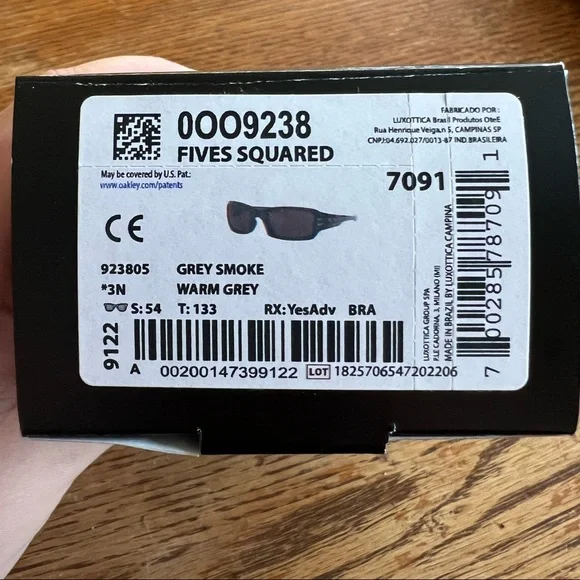 0OO9238
FIVES SQUARED
FABRICADO POR :
LUXOTTICA Brasil Produtos OteE
Rua Henrique Veiga,n 5, CAMPINAS SP
CNPJ:04.692.027/0013-87 IND.BRASILEIRA
May be covered by U.S. Pat.:
www.oakley.com/patents
7091
CE
923805 GREY SMOKE
*3N WARM GREY
S: 54 T: 133 RX:YesAdv BRA
9122
A 00200147399122 LOT 1825706547202206
LUXOTTICA GROUP SPA
P.LE CADORNA, 3, MILANO (MI)
MADE IN BRAZIL BY LUXOTTICA CAMPINA
7 00285787091 1